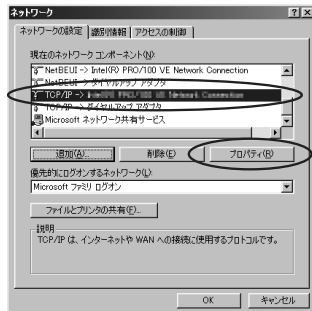 ネットワーク
ネットワークの設定 識別情報 アクセスの制御
現在のネットワーク コンポーネント(N):
NetBEUI -> Intel(R) PRO/100 VE Network Connection
NetBEUI -> ダイヤルアップ アダプタ
TCP/IP ->
TCP/IP -> ダイヤルアップ アダプタ
Microsoft ネットワーク共有サービス
追加(A)... 削除(E) プロパティ(R)
優先的にログオンするネットワーク(L):
Microsoft ファミリ ログオン
ファイルとプリンタの共有(F)...
説明
TCP/IP は、インターネットや WAN への接続に使用するプロトコルです。
OK キャンセル